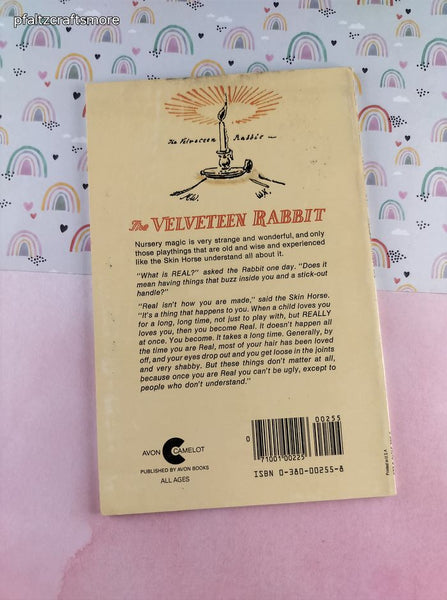 pfaltzcraftsmore
The Velveteen Rabbit
The VELVETEEN RABBIT
Nursery magic is very strange and wonderful, and only
those playthings that are old and wise and experienced
like the Skin Horse understand all about it.
"What is REAL?" asked the Rabbit one day. "Does it
mean having things that buzz inside you and a stick-out
handle?"
"Real isn't how you are made," said the Skin Horse.
"It's a thing that happens to you. When a child loves you
for a long, long time, not just to play with, but REALLY
loves you, then you become Real. It doesn't happen all
at once. You become. It takes a long time. Generally, by
the time you are Real, most of your hair has been loved
off, and your eyes drop out and you get loose in the joints
and very shabby. But these things don't matter at all,
because once you are Real you can't be ugly, except to
people who don't understand."
AVON CAMELOT
PUBLISHED BY AVON BOOKS
ALL AGES
00255
0
71001 00225
ISBN 0-380-00255-8
Printed in U.S.A.